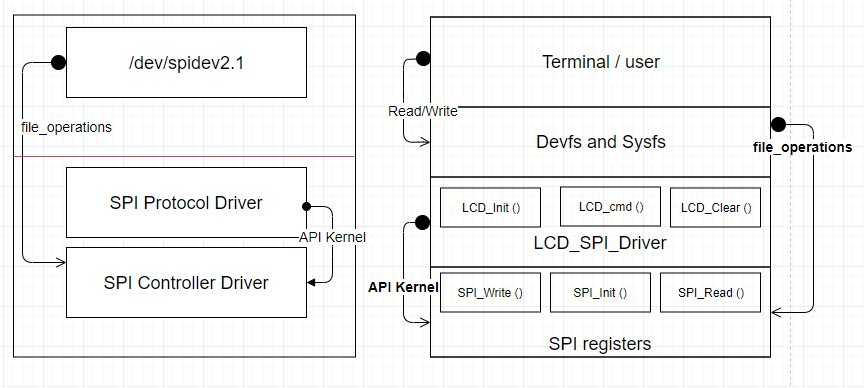 /dev/spidev2.1
file_operations
SPI Protocol Driver
API Kernel
SPI Controller Driver
Terminal / user
Read/Write
Devfs and Sysfs
file_operations
LCD_Init ()
LCD_cmd ()
LCD_Clear ()
LCD_SPI_Driver
API Kernel
SPI_Write ()
SPI_Init ()
SPI_Read ()
SPI registers